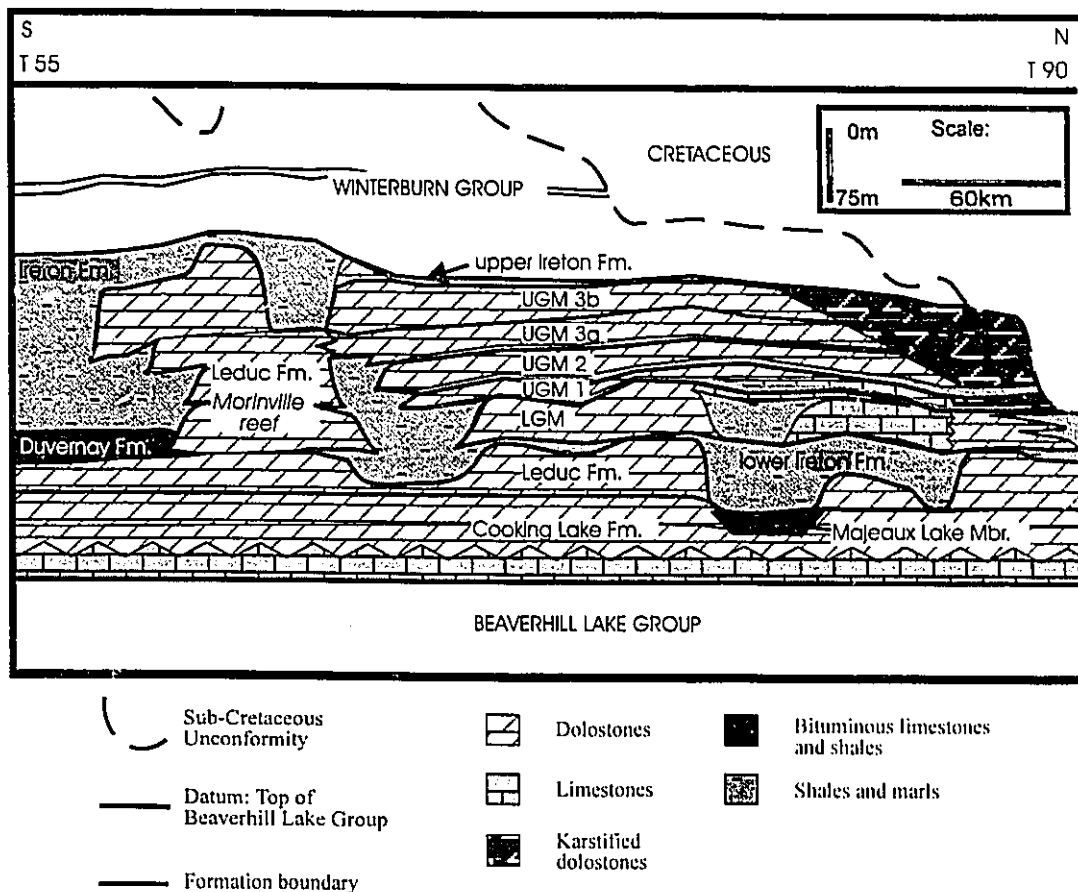 S
N
T 55
T 90
0m
Scale:
75m
60km
CRETACEOUS
WINTERBURN GROUP
Ireton Fm.
upper Ireton Fm.
UGM 3b
UGM 3a
UGM 2
UGM 1
Leduc Fm.
Morinville
reef
LGM
Duvernay Fm.
Leduc Fm.
lower Ireton Fm.
Cooking Lake Fm.
Majeaux Lake Mbr.
BEAVERHILL LAKE GROUP
Sub-Cretaceous
Unconformity
Datum: Top of
Beaverhill Lake Group
Formation boundary
Dolostones
Limestones
Karstified
dolostones
Bituminous limestones
and shales
Shales and marls